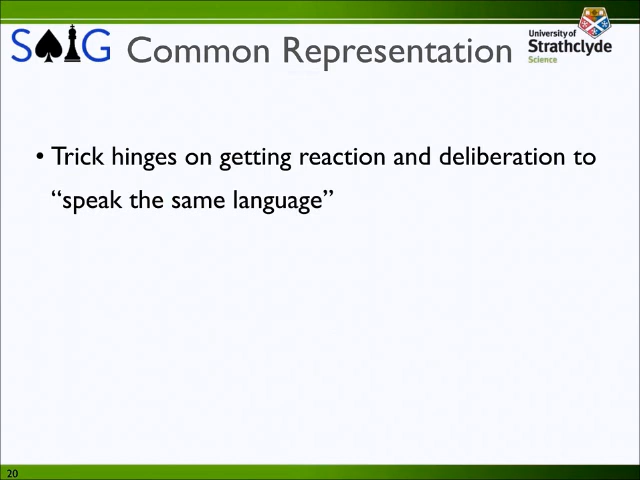 S♠♟G Common Representation
University of
Strathclyde
Science
• Trick hinges on getting reaction and deliberation to
“speak the same language”
20